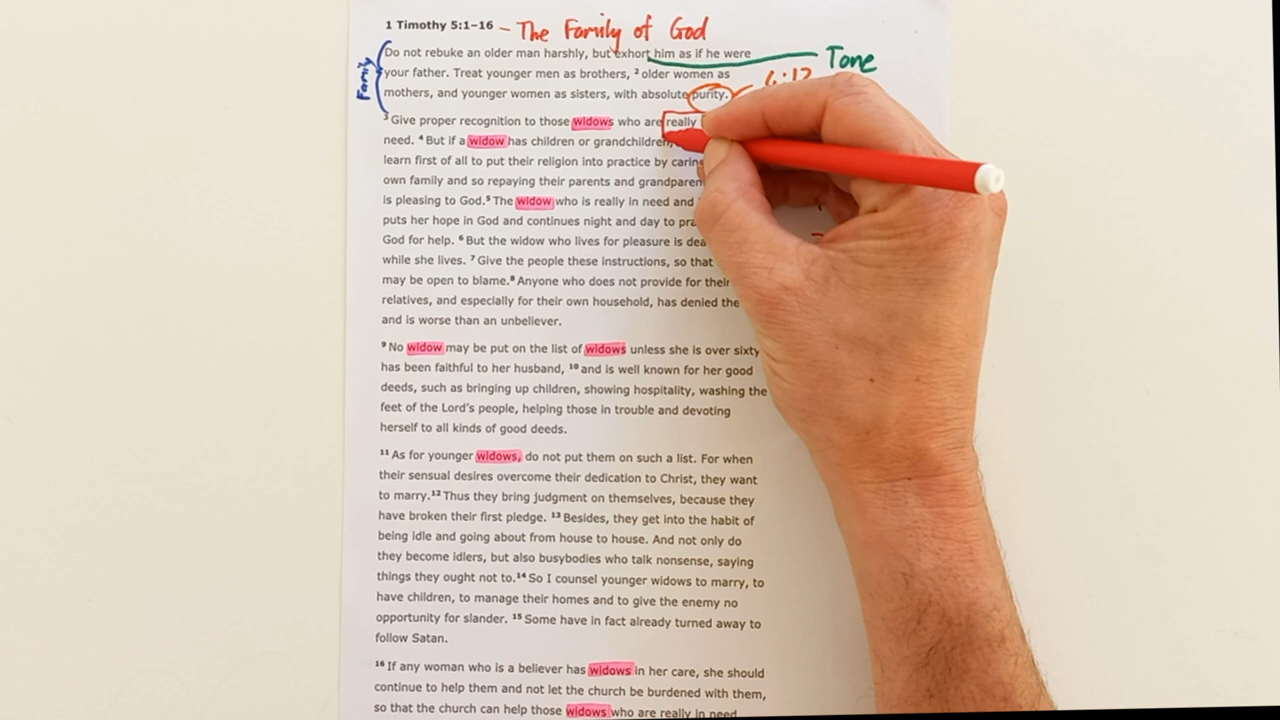 1 Timothy 5:1–16 – The Family of God
Do not rebuke an older man harshly, but exhort him as if he were
your father. Treat younger men as brothers, ² older women as
mothers, and younger women as sisters, with absolute purity.
Tone
Family
³ Give proper recognition to those widows who are really
need. ⁴ But if a widow has children or grandchildren,
learn first of all to put their religion into practice by
own family and so repaying their parents and
is pleasing to God. ⁵ The widow who is really in need and
puts her hope in God and continues night and day to
God for help. ⁶ But the widow who lives for pleasure is
while she lives. ⁷ Give the people these instructions, so that
may be open to blame. ⁸ Anyone who does not provide for their
relatives, and especially for their own household, has denied the
and is worse than an unbeliever.
⁹ No widow may be put on the list of widows unless she is over sixty
has been faithful to her husband, ¹⁰ and is well known for her good
deeds, such as bringing up children, showing hospitality, washing the
feet of the Lord's people, helping those in trouble and devoting
herself to all kinds of good deeds.
¹¹ As for younger widows, do not put them on such a list. For when
their sensual desires overcome their dedication to Christ, they want
to marry. ¹² Thus they bring judgment on themselves, because they
have broken their first pledge. ¹³ Besides, they get into the habit of
being idle and going about from house to house. And not only do
they become idlers, but also busybodies who talk nonsense, saying
things they ought not to. ¹⁴ So I counsel younger widows to marry, to
have children, to manage their homes and to give the enemy no
opportunity for slander. ¹⁵ Some have in fact already turned away to
follow Satan.
¹⁶ If any woman who is a believer has widows in her care, she should
continue to help them and not let the church be burdened with them,
so that the church can help those widows who are really in need